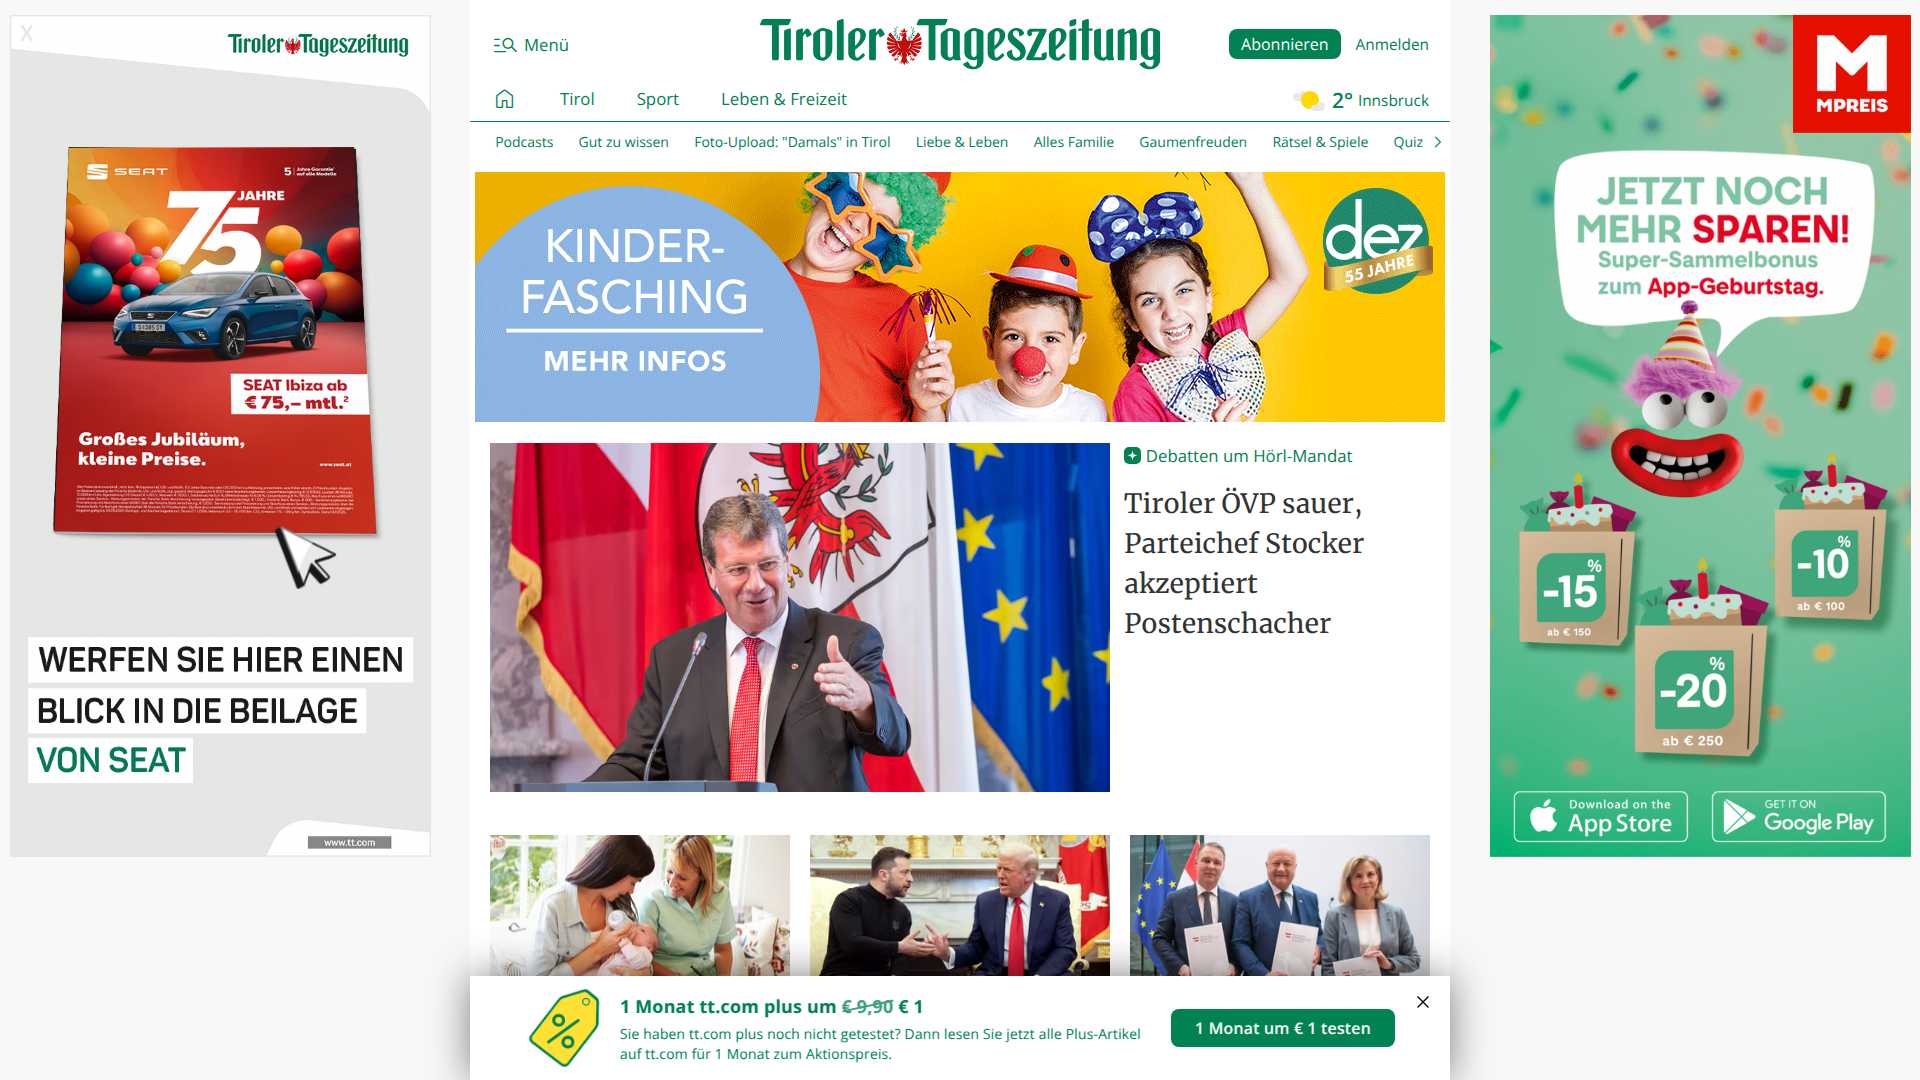 X
Tiroler Tageszeitung
SEAT
5 Jahre Garantie¹
auf alle Modelle
75 JAHRE
SEAT Ibiza ab
€ 75,– mtl.²
Großes Jubiläum,
kleine Preise.
www.seat.at
WERFEN SIE HIER EINEN
BLICK IN DIE BEILAGE
VON SEAT
www.tt.com
Menü
Tiroler Tageszeitung
Abonnieren
Anmelden
Tirol
Sport
Leben & Freizeit
2° Innsbruck
Podcasts
Gut zu wissen
Foto-Upload: "Damals" in Tirol
Liebe & Leben
Alles Familie
Gaumenfreuden
Rätsel & Spiele
Quiz
KINDER-
FASCHING
MEHR INFOS
dez
55 JAHRE
Debatten um Hörl-Mandat
Tiroler ÖVP sauer,
Parteichef Stocker
akzeptiert
Postenschacher
1 Monat tt.com plus um € 9,90 € 1
Sie haben tt.com plus noch nicht getestet? Dann lesen Sie jetzt alle Plus-Artikel
auf tt.com für 1 Monat zum Aktionspreis.
1 Monat um € 1 testen
M
MPREIS
JETZT NOCH
MEHR SPAREN!
Super-Sammelbonus
zum App-Geburtstag.
-10%
ab € 100
-15%
ab € 150
-20%
ab € 250
Download on the
App Store
GET IT ON
Google Play